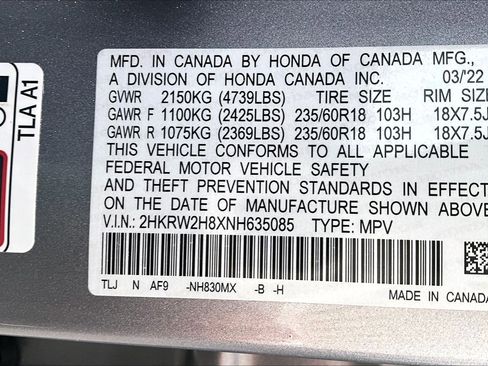 MFD. IN CANADA BY HONDA OF CANADA MFG.,
A DIVISION OF HONDA CANADA INC. 03/'22
GVWR 2150KG (4739LBS) TIRE SIZE RIM SIZE
GAWR F 1100KG (2425LBS) 235/60R18 103H 18X7.5J
GAWR R 1075KG (2369LBS) 235/60R18 103H 18X7.5J
THIS VEHICLE CONFORMS TO ALL APPLICABLE
FEDERAL MOTOR VEHICLE SAFETY
AND THEFT PREVENTION STANDARDS IN EFFECT
ON THE DATE OF MANUFACTURE SHOWN ABOVE
V.I.N.: 2HKRW2H8XNH635085 TYPE: MPV
TLJ N AF9 -NH830MX -B -H
MADE IN CANADA
TLA A1